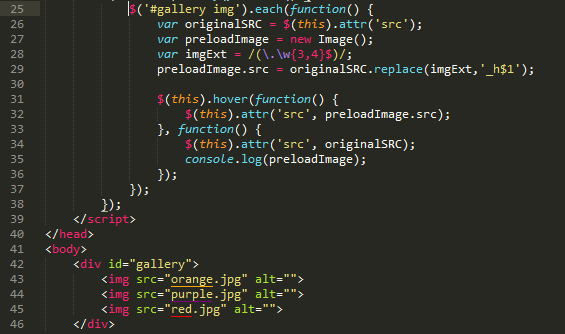 25 $('#gallery img').each(function() {
26 var originalSRC = $(this).attr('src');
27 var preloadImage = new Image();
28 var imgExt = /(\.\w{3,4}$)/;
29 preloadImage.src = originalSRC.replace(imgExt,'_h$1');
30
31 $(this).hover(function() {
32 $(this).attr('src', preloadImage.src);
33 }, function() {
34 $(this).attr('src', originalSRC);
35 console.log(preloadImage);
36 });
37 });
38 });
39 </script>
40 </head>
41 <body>
42 <div id="gallery">
43 <img src="orange.jpg" alt="">
44 <img src="purple.jpg" alt="">
45 <img src="red.jpg" alt="">
46 </div>